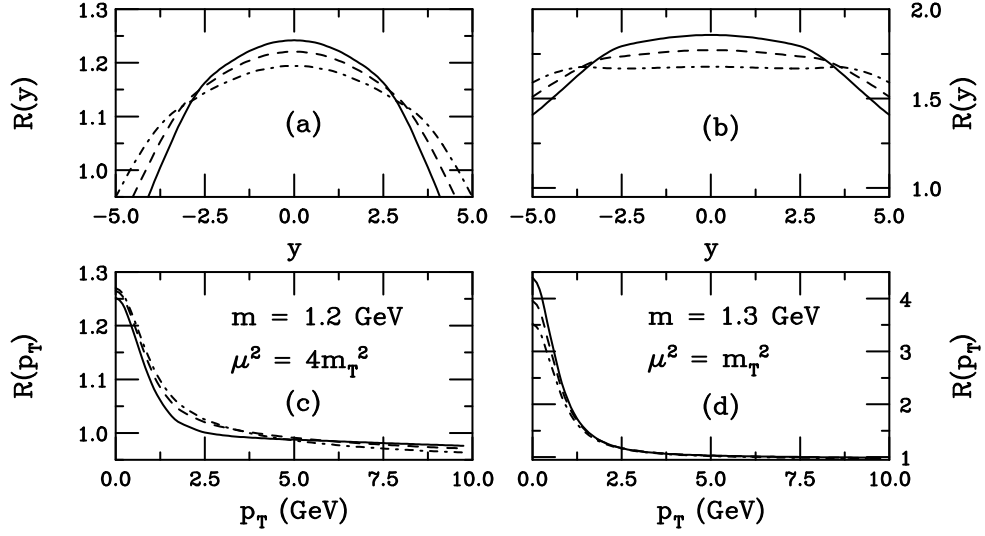 1.3 2.0
1.2
R(y) (a) (b) 1.5 R(y)
1.1
1.0 1.0
−5.0 −2.5 0.0 2.5 5.0 −5.0 −2.5 0.0 2.5 5.0
y y
1.3
m = 1.2 GeV m = 1.3 GeV 4
1.2
R(p_T) μ² = 4m_T² μ² = m_T² 3 R(p_T)
1.1 (c) (d) 2
1.0 1
0.0 2.5 5.0 7.5 10.0 0.0 2.5 5.0 7.5 10.0
p_T (GeV) p_T (GeV)